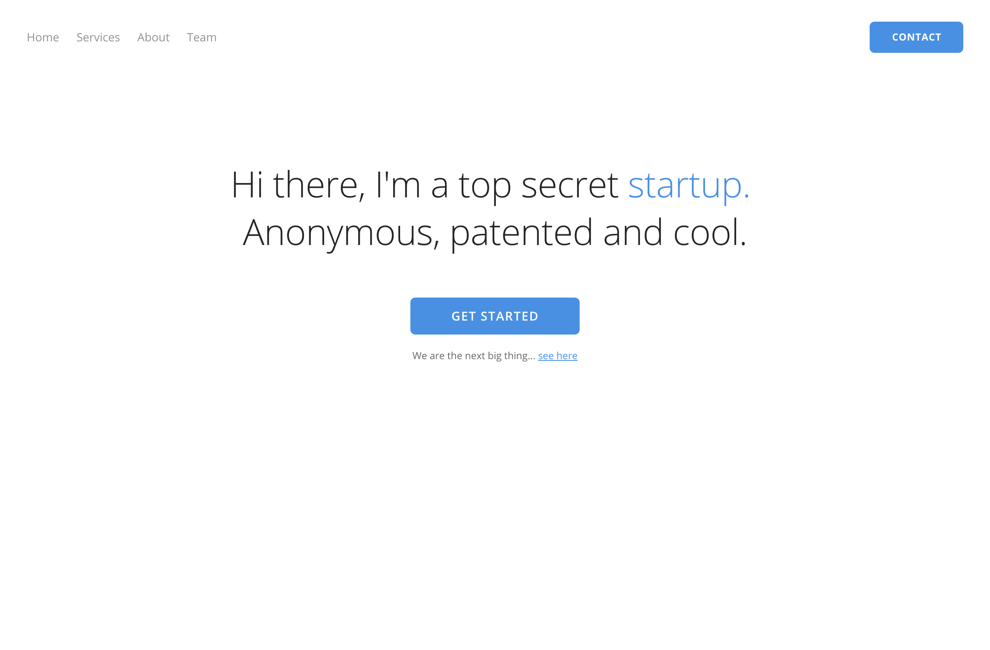 Home Services About Team CONTACT
Hi there, I'm a top secret startup.
Anonymous, patented and cool.
GET STARTED
We are the next big thing... see here